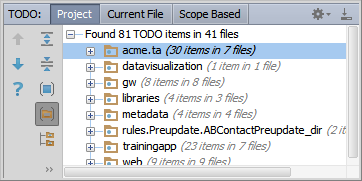 TODO: Project Current File Scope Based
Found 81 TODO items in 41 files
acme.ta (30 items in 7 files)
datavisualization (1 item in 1 file)
gw (8 items in 8 files)
libraries (3 items in 2 files)
metadata (4 items in 3 files)
rules.Preupdate.ABContactPreupdate_dir
trainingapp (23 items in 7 files)
web (9 items in 9 files)